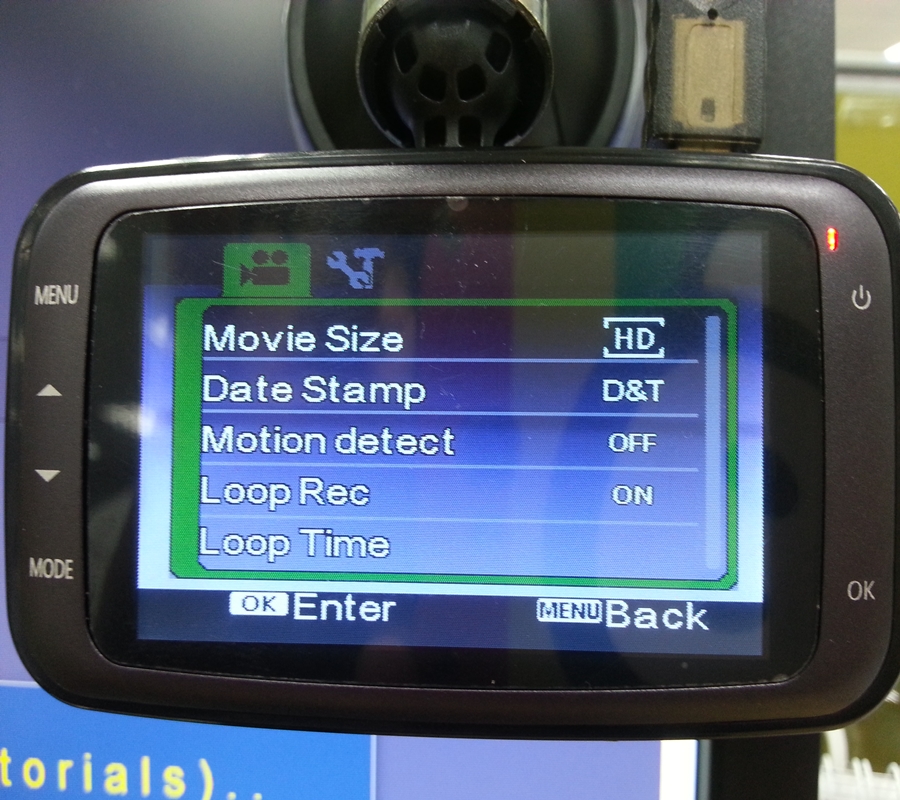 MENU
Movie Size HD
Date Stamp D&T
Motion detect OFF
Loop Rec ON
Loop Time
MODE
OK
OK Enter MENU Back
torials)..